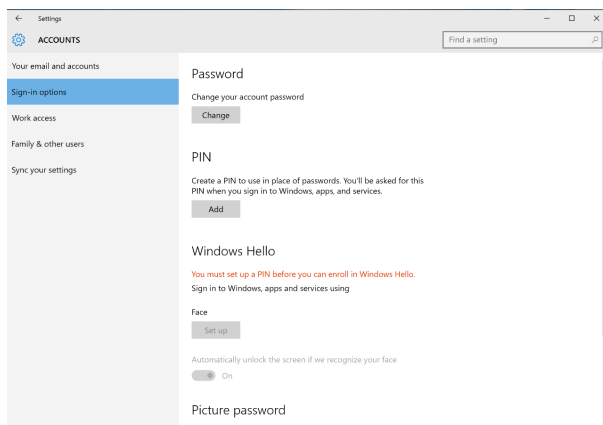 Settings
ACCOUNTS
Find a setting
Your email and accounts
Sign-in options
Work access
Family & other users
Sync your settings
Password
Change your account password
Change
PIN
Create a PIN to use in place of passwords. You'll be asked for this
PIN when you sign in to Windows, apps, and services.
Add
Windows Hello
You must set up a PIN before you can enroll in Windows Hello.
Sign in to Windows, apps and services using
Face
Set up
Automatically unlock the screen if we recognize your face
On
Picture password